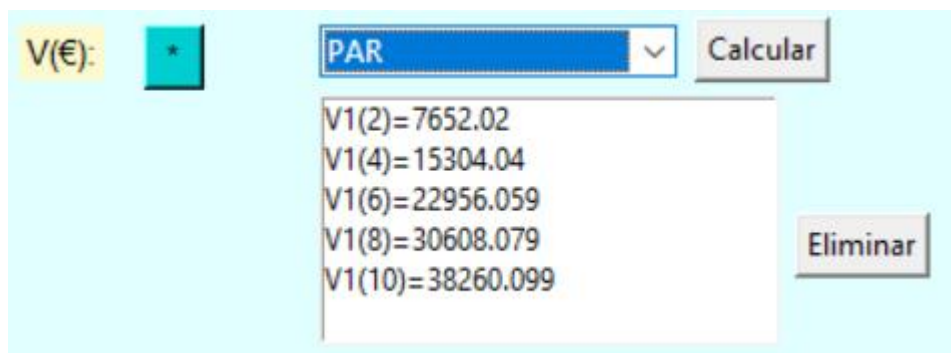 V(€): * PAR Calcular
V1(2)=7652.02
V1(4)=15304.04
V1(6)=22956.059
V1(8)=30608.079
Eliminar
V1(10)=38260.099